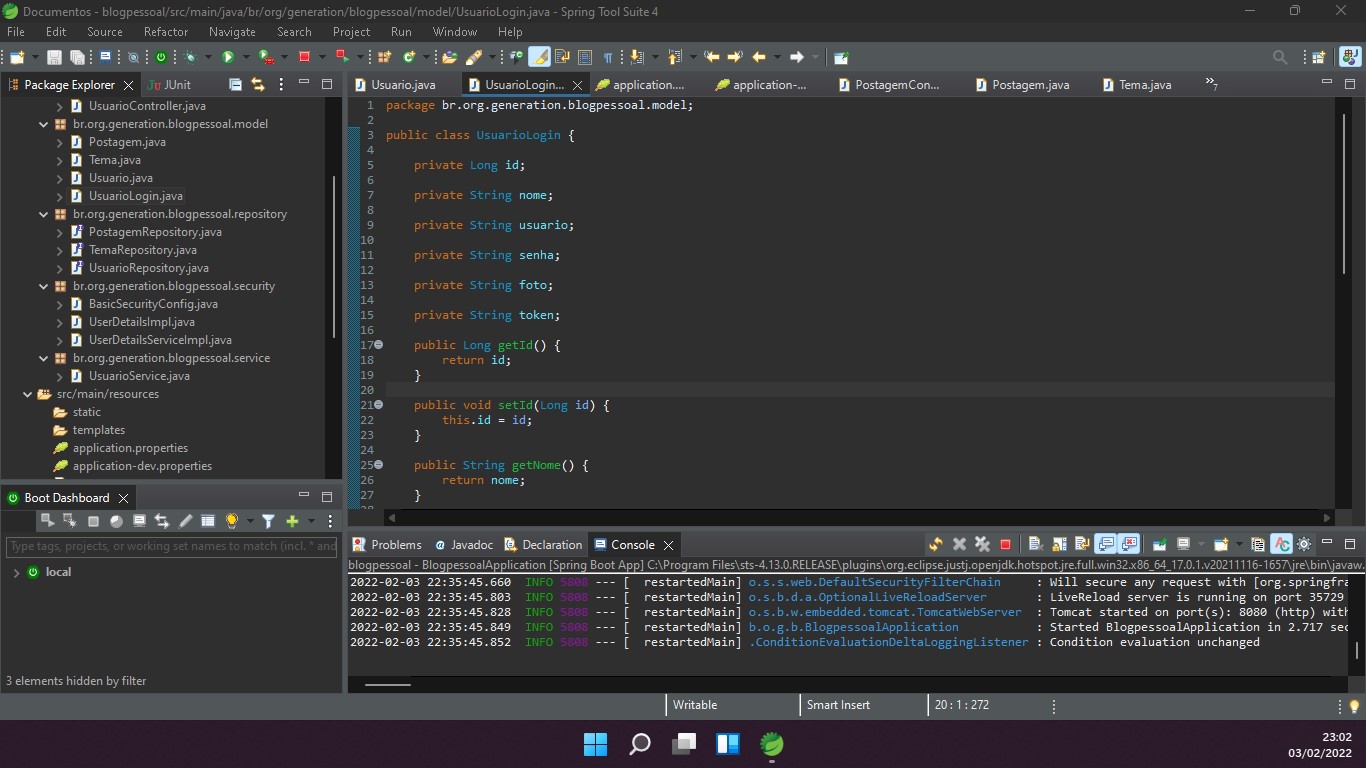 Documentos - blogpessoal/src/main/java/br/org/generation/blogpessoal/model/UsuarioLogin.java - Spring Tool Suite 4
File Edit Source Refactor Navigate Search Project Run Window Help
Package Explorer JUnit
UsuarioController.java
br.org.generation.blogpessoal.model
Postagem.java
Tema.java
Usuario.java
UsuarioLogin.java
br.org.generation.blogpessoal.repository
PostagemRepository.java
TemaRepository.java
UsuarioRepository.java
br.org.generation.blogpessoal.security
BasicSecurityConfig.java
UserDetailsImpl.java
UserDetailsServiceImpl.java
br.org.generation.blogpessoal.service
UsuarioService.java
src/main/resources
static
templates
application.properties
application-dev.properties
Boot Dashboard
Type tags, projects, or working set names to match (incl. * and
local
3 elements hidden by filter
Usuario.java UsuarioLogin... application.... application-... PostagemCon... Postagem.java Tema.java »7
1 package br.org.generation.blogpessoal.model;
2
3 public class UsuarioLogin {
4
5 private Long id;
6
7 private String nome;
8
9 private String usuario;
10
11 private String senha;
12
13 private String foto;
14
15 private String token;
16
17 public Long getId() {
18 return id;
19 }
20
21 public void setId(Long id) {
22 this.id = id;
23 }
24
25 public String getNome() {
26 return nome;
27 }
Problems Javadoc Declaration Console
blogpessoal - BlogpessoalApplication [Spring Boot App] C:\Program Files\sts-4.13.0.RELEASE\plugins\org.eclipse.justj.openjdk.hotspot.jre.full.win32.x86_64_17.0.1.v20211116-1657\jre\bin\javaw.
2022-02-03 22:35:45.660 INFO 5808 --- [ restartedMain] o.s.s.web.DefaultSecurityFilterChain : Will secure any request with [org.springfra
2022-02-03 22:35:45.803 INFO 5808 --- [ restartedMain] o.s.b.d.a.OptionalLiveReloadServer : LiveReload server is running on port 35729
2022-02-03 22:35:45.828 INFO 5808 --- [ restartedMain] o.s.b.w.embedded.tomcat.TomcatWebServer : Tomcat started on port(s): 8080 (http) with
2022-02-03 22:35:45.849 INFO 5808 --- [ restartedMain] b.o.g.b.BlogpessoalApplication : Started BlogpessoalApplication in 2.717 sec
2022-02-03 22:35:45.852 INFO 5808 --- [ restartedMain] .ConditionEvaluationDeltaLoggingListener : Condition evaluation unchanged
Writable Smart Insert 20 : 1 : 272
23:02
03/02/2022